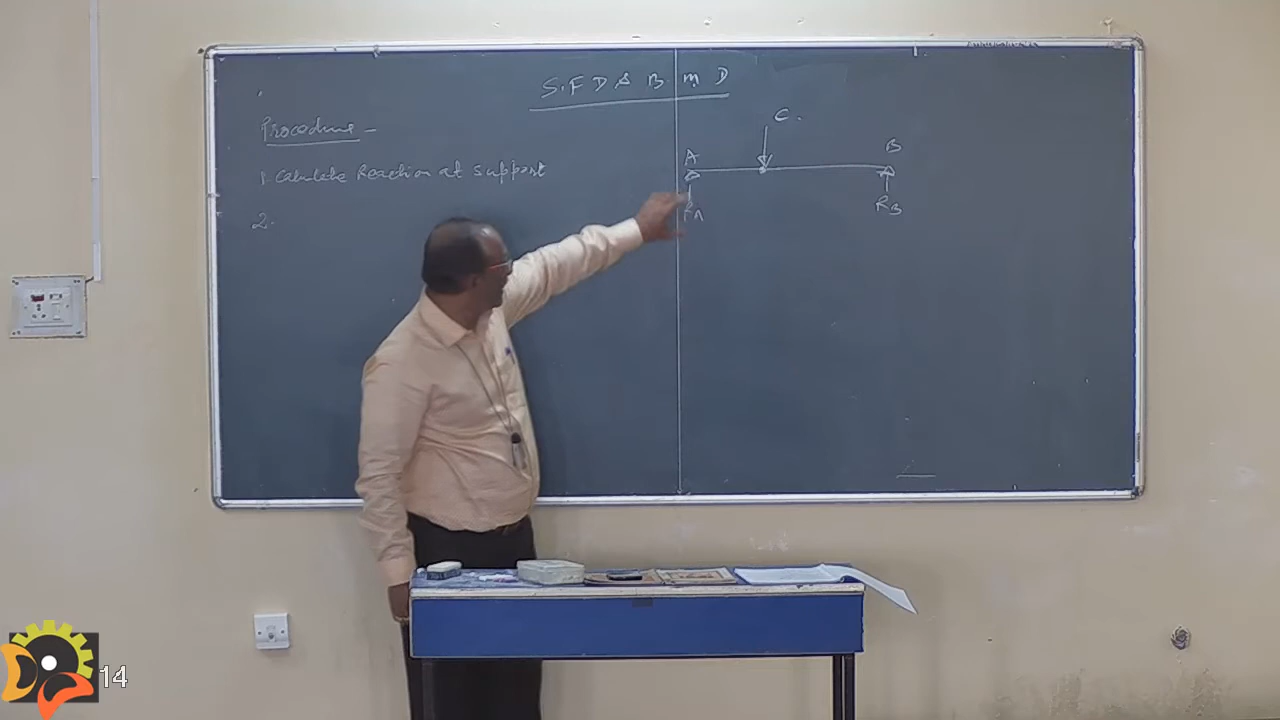 S.F D & B.M D
Procedure -
1. Calculate Reaction at Support
2.
C.
A
B
RA
RB
14